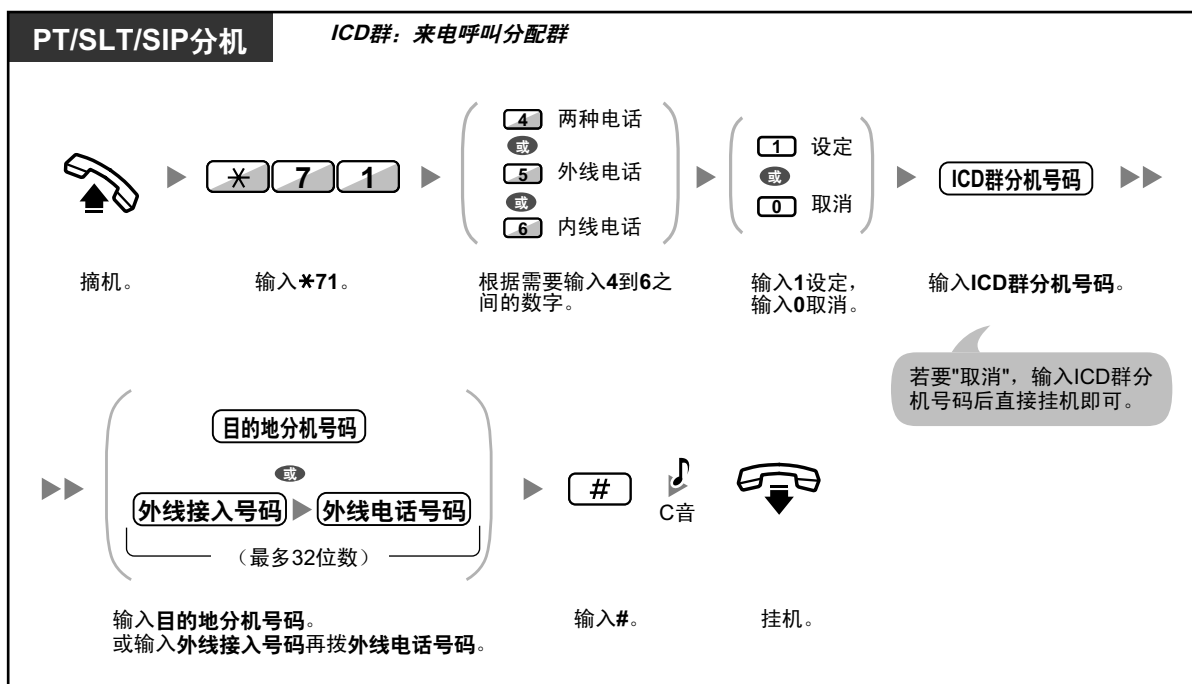 PT/SLT/SIP分机
ICD群：来电呼叫分配群
4 两种电话
或
5 外线电话
或
6 内线电话
1 设定
或
0 取消
* 7 1
ICD群分机号码
摘机。
输入*71。
根据需要输入4到6之
间的数字。
输入1设定，
输入0取消。
输入ICD群分机号码。
若要"取消"，输入ICD群分
机号码后直接挂机即可。
目的地分机号码
或
外线接入号码 外线电话号码
（最多32位数）
#
C音
输入目的地分机号码。
或输入外线接入号码再拨外线电话号码。
输入#。
挂机。